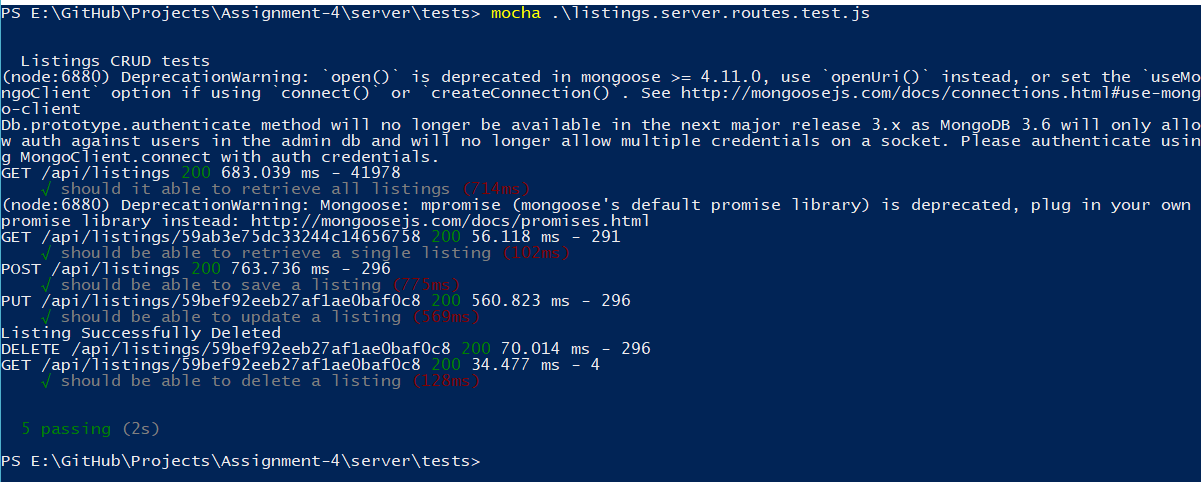 PS E:\GitHub\Projects\Assignment-4\server\tests> mocha .\listings.server.routes.test.js
Listings CRUD tests
(node:6880) DeprecationWarning: `open()` is deprecated in mongoose >= 4.11.0, use `openUri()` instead, or set the `useMo
ngoClient` option if using `connect()` or `createConnection()`. See http://mongoosejs.com/docs/connections.html#use-mong
o-client
Db.prototype.authenticate method will no longer be available in the next major release 3.x as MongoDB 3.6 will only allo
w auth against users in the admin db and will no longer allow multiple credentials on a socket. Please authenticate usin
g MongoClient.connect with auth credentials.
GET /api/listings 200 683.039 ms - 41978
√ should it able to retrieve all listings (714ms)
(node:6880) DeprecationWarning: Mongoose: mpromise (mongoose's default promise library) is deprecated, plug in your own
promise library instead: http://mongoosejs.com/docs/promises.html
GET /api/listings/59ab3e75dc33244c14656758 200 56.118 ms - 291
√ should be able to retrieve a single listing (102ms)
POST /api/listings 200 763.736 ms - 296
√ should be able to save a listing (775ms)
PUT /api/listings/59bef92eeb27af1ae0baf0c8 200 560.823 ms - 296
√ should be able to update a listing (569ms)
Listing Successfully Deleted
DELETE /api/listings/59bef92eeb27af1ae0baf0c8 200 70.014 ms - 296
GET /api/listings/59bef92eeb27af1ae0baf0c8 200 34.477 ms - 4
√ should be able to delete a listing (128ms)
5 passing (2s)
PS E:\GitHub\Projects\Assignment-4\server\tests>